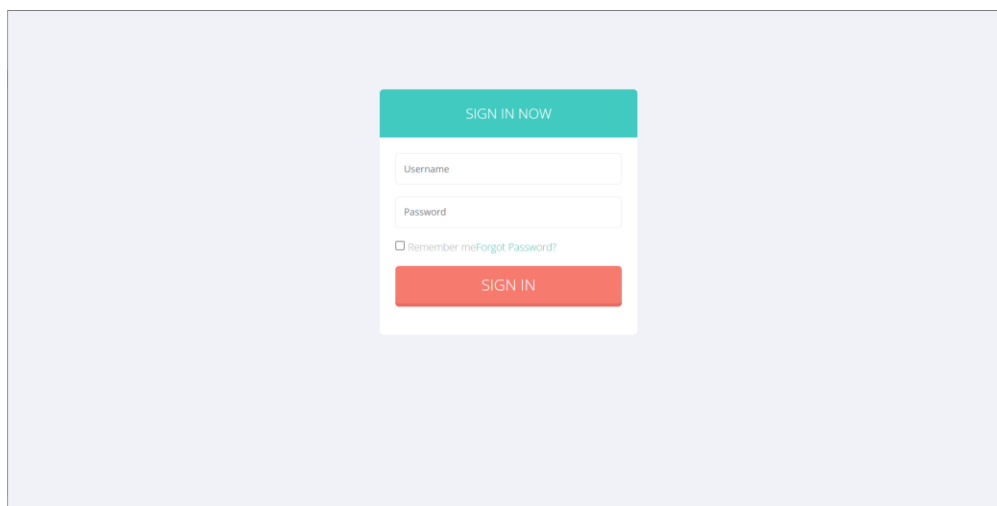 SIGN IN NOW
Username
Password
Remember meForgot Password?
SIGN IN